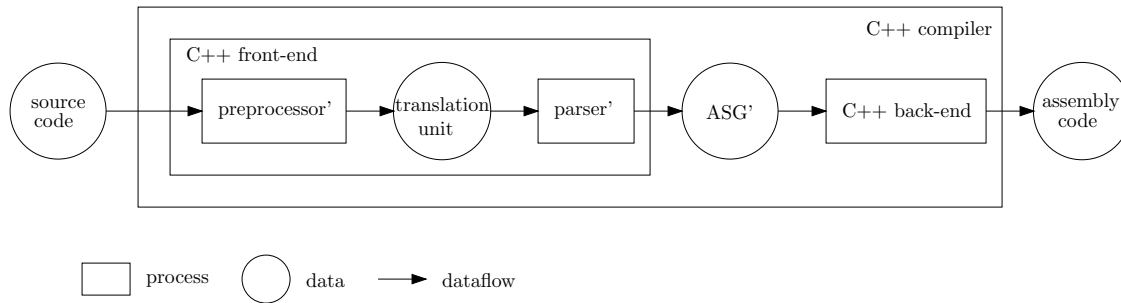 C++ compiler
C++ front-end
source
code
preprocessor'
translation
unit
parser'
ASG'
C++ back-end
assembly
code
process
data
dataflow